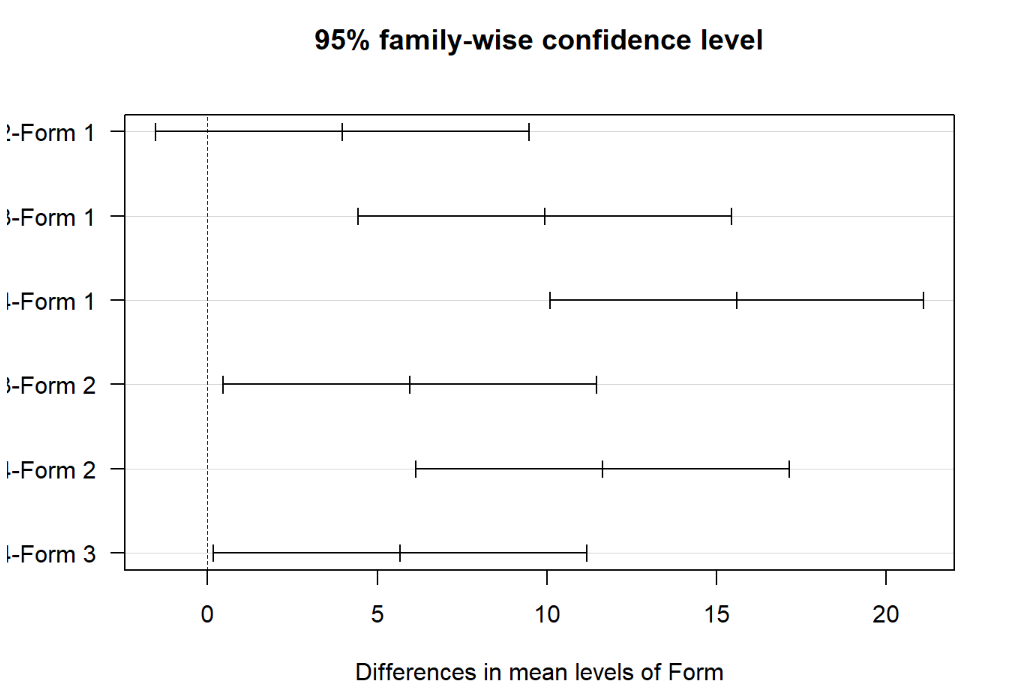 95% family-wise confidence level
2-Form 1
3-Form 1
4-Form 1
3-Form 2
4-Form 2
4-Form 3
0 5 10 15 20
Differences in mean levels of Form